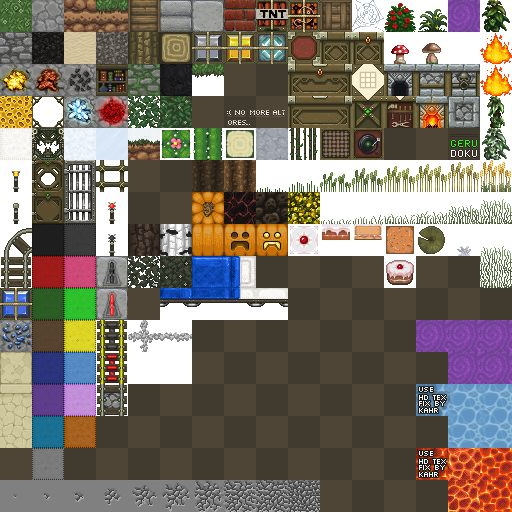 TNT
:( NO MORE ALT
ORES..
GERU
DOKU
USE
HD TEX
FIX BY
KAHR
USE
HD TEX
FIX BY
KAHR